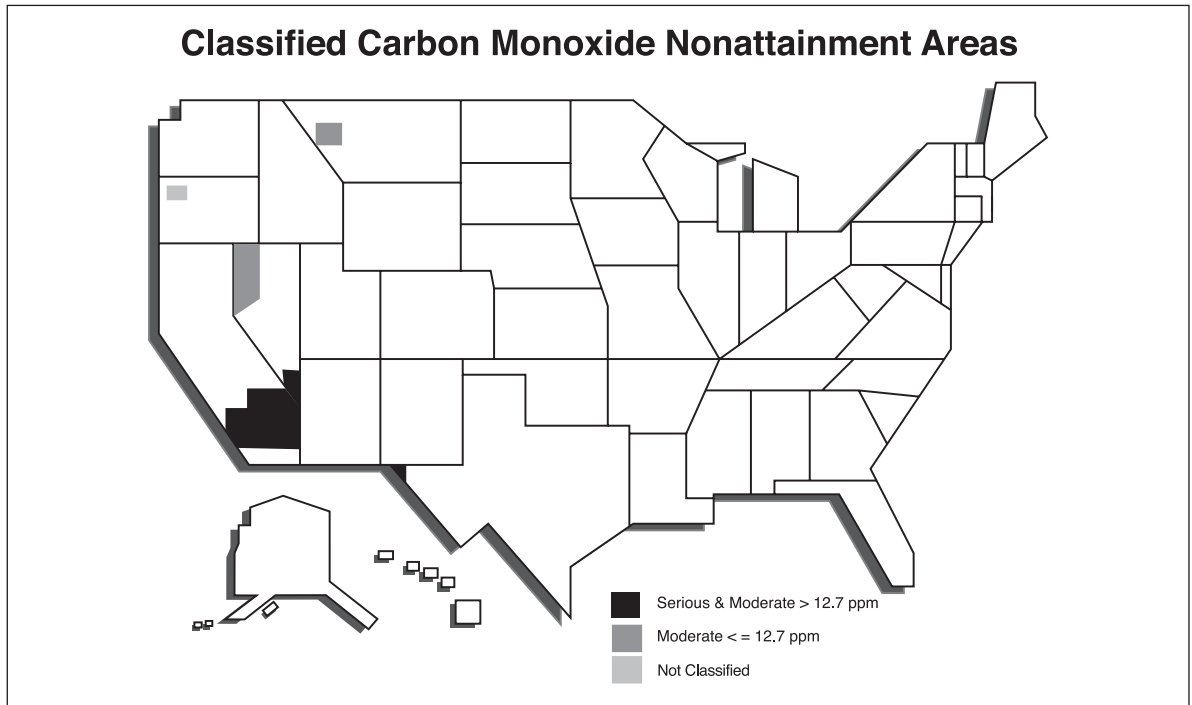 Classified Carbon Monoxide Nonattainment Areas
Serious & Moderate > 12.7 ppm
Moderate < = 12.7 ppm
Not Classified